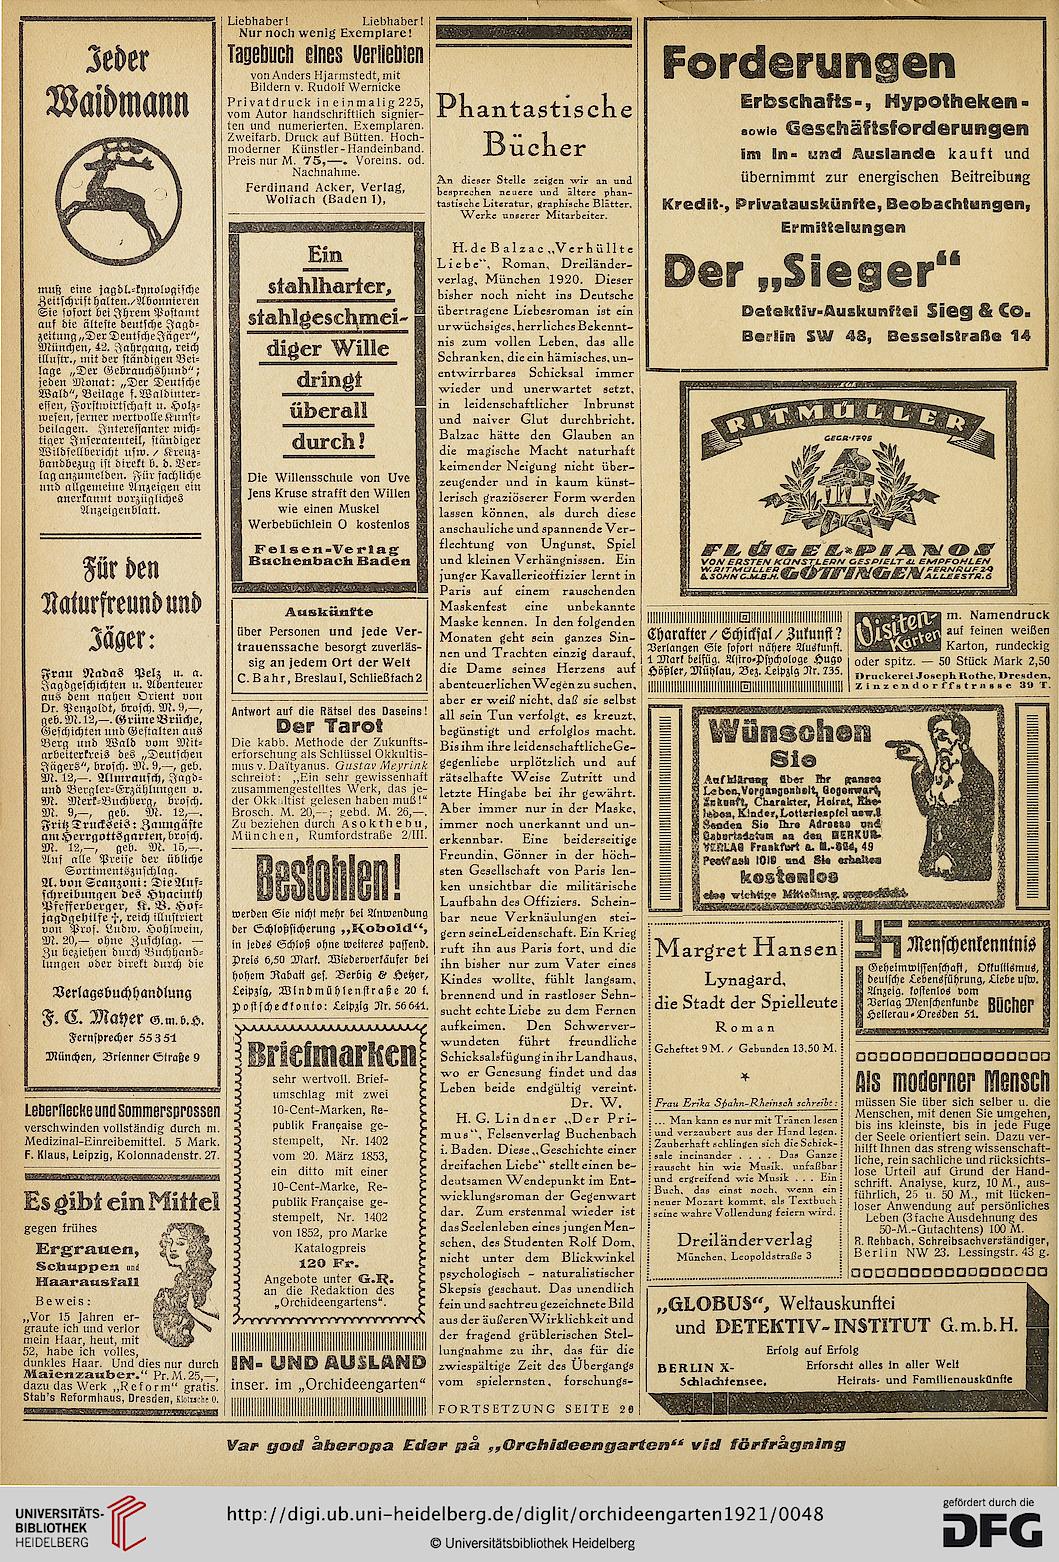 Jeder
Waidmann
muß eine jagdl.-kynologische
Zeitschrift halten. / Abonnieren
Sie sofort bei Ihrem Postamt
auf die älteste deutsche Jagd-
zeitung „Der Deutsche Jäger“,
München, 42. Jahrgang, reich
illustr., mit der ständigen Bei-
lage „Der Gebrauchshund“;
jeden Monat: „Der Deutsche
Wald“, Beilage f. Waldinter-
essen, Forstwirtschaft u. Holz-
wesen, ferner wertvolle Kunst-
beilagen. Interessanter wich-
tiger Inseratenteil, ständiger
Wildfellbericht usw. / Kreuz-
bandbezug ist direkt b. d. Ver-
lag anzumelden. Für sachliche
und allgemeine Anzeigen ein
anerkannt vorzügliches
Anzeigenblatt.
Für den
Naturfreund und
Jäger:
Frau Nadas Pelz u. a.
Jagdgeschichten u. Abenteuer
aus dem nahen Orient von
Dr. Penzoldt, brosch. M. 9,—,
geb. M. 12,—. Grüne Brüche,
Geschichten und Gestalten aus
Berg und Wald vom Mit-
arbeiterkreis des „Deutschen
Jägers“, brosch. M. 9,—, geb.
M. 12,—. Almrausch, Jagd-
und Bergler-Erzählungen v.
M. Merk-Buchberg, brosch.
M. 9,—, geb. M. 12,—.
Fritz Druckseis: Zaungäste
am Herrgottsgarten, brosch.
M. 12,—, geb. M. 15,—.
Auf alle Preise der übliche
Sortimentszuschlag.
A. von Scanzoni: Die Auf-
schreibungen des Hyacinth
Pfefferberger, K. B. Hof-
jagdgehilfe †, reich illustriert
von Prof. Ludw. Hohlwein,
M. 20,— ohne Zuschlag. —
Zu beziehen durch Buchhand-
lungen oder direkt durch die
Verlagsbuchhandlung
F. C. Mayer G.m.b.H.
Fernsprecher 55351
München, Brienner Straße 9
Leberflecke und Sommersprossen
verschwinden vollständig durch m.
Medizinal-Einreibemittel. 5 Mark.
F. Klaus, Leipzig, Kolonnadenstr. 27.
Es gibt ein Mittel
gegen frühes
Ergrauen,
Schuppen und
Haarausfall
Beweis:
„Vor 15 Jahren er-
graute ich und verlor
mein Haar, heut, mit
52, habe ich volles,
dunkles Haar. Und dies nur durch
Maienzauber.“ Pr. M. 25,—,
dazu das Werk „Reform“ gratis.
Stab's Reformhaus, Dresden, Klotzsche 0.
Liebhaber! Liebhaber!
Nur noch wenig Exemplare!
Tagebuch eines Verliebten
von Anders Hjarmstedt, mit
Bildern v. Rudolf Wernicke
Privatdruck in einmalig 225,
vom Autor handschriftlich signier-
ten und numerierten, Exemplaren.
Zweifarb. Druck auf Bütten. Hoch-
moderner Künstler-Handeinband.
Preis nur M. 75,—. Voreins. od.
Nachnahme.
Ferdinand Acker, Verlag,
Wolfach (Baden 1),
Ein
stahlharter,
stahlgeschmei-
diger Wille
dringt
überall
durch!
Die Willensschule von Uve
Jens Kruse strafft den Willen
wie einen Muskel
Werbebüchlein O kostenlos
Felsen-Verlag
Buchenbach Baden
Auskünfte
über Personen und jede Ver-
trauenssache besorgt zuverläs-
sig an jedem Ort der Welt
C. Bahr, Breslau I, Schließfach 2
Antwort auf die Rätsel des Daseins!
Der Tarot
Die kabb. Methode der Zukunfts-
erforschung als Schlüssel Okkultis-
mus v. Daïtyanus. Gustav Meyrink
schreibt: „Ein sehr gewissenhaft
zusammengestelltes Werk, das je-
der Okkultist gelesen haben muß!“
Brosch. M. 20,—; gebd. M. 26,—.
Zu beziehen durch Asokthebu,
München, Rumfordstraße 2/III.
Bestohlen!
werden Sie nicht mehr bei Anwendung
der Schloßsicherung „Kobold“,
in jedes Schloß ohne weiteres passend.
Preis 6,50 Mark. Wiederverkäufer bei
hohem Rabatt ges. Verbig & Hetzer,
Leipzig, Windmühlenstraße 20 f.
Postscheckkonto: Leipzig Nr. 56641.
Briefmarken
sehr wertvoll. Brief-
umschlag mit zwei
10-Cent-Marken, Re-
publik Française ge-
stempelt, Nr. 1402
vom 20. März 1853,
ein ditto mit einer
10-Cent-Marke, Re-
publik Française ge-
stempelt, Nr. 1402
von 1852, pro Marke
Katalogpreis
120 Fr.
Angebote unter G.R.
an die Redaktion des
„Orchideengartens“.
IN- UND AUSLAND
inser. im „Orchideengarten“
Phantastische
Bücher
An dieser Stelle zeigen wir an und
besprechen neuere und ältere phan-
tastische Literatur, graphische Blätter,
Werke unserer Mitarbeiter.
H. de Balzac „Verhüllte
Liebe“, Roman, Dreiländer-
verlag, München 1920. Dieser
bisher noch nicht ins Deutsche
übertragene Liebesroman ist ein
urwüchsiges, herrliches Bekennt-
nis zum vollen Leben, das alle
Schranken, die ein hämisches, un-
entwirrbares Schicksal immer
wieder und unerwartet setzt,
in leidenschaftlicher Inbrunst
und naiver Glut durchbricht.
Balzac hätte den Glauben an
die magische Macht naturhaft
keimender Neigung nicht über-
zeugender und in kaum künst-
lerisch graziöserer Form werden
lassen können, als durch diese
anschauliche und spannende Ver-
flechtung von Ungunst, Spiel
und kleinen Verhängnissen. Ein
junger Kavallerieoffizier lernt in
Paris auf einem rauschenden
Maskenfest eine unbekannte
Maske kennen. In den folgenden
Monaten geht sein ganzes Sin-
nen und Trachten einzig darauf,
die Dame seines Herzens auf
abenteuerlichen Wegen zu suchen,
aber er weiß nicht, daß sie selbst
all sein Tun verfolgt, es kreuzt,
begünstigt und erfolglos macht.
Bis ihm ihre leidenschaftliche Ge-
gegenliebe urplötzlich und auf
rätselhafte Weise Zutritt und
letzte Hingabe bei ihr gewährt.
Aber immer nur in der Maske,
immer noch unerkannt und un-
erkennbar. Eine beiderseitige
Freundin, Gönner in der höch-
sten Gesellschaft von Paris len-
ken unsichtbar die militärische
Laufbahn des Offiziers. Schein-
bar neue Verknäulungen stei-
gern seine Leidenschaft. Ein Krieg
ruft ihn aus Paris fort, und die
ihn bisher nur zum Vater eines
Kindes wollte, fühlt langsam,
brennend und in rastloser Sehn-
sucht echte Liebe zu dem Fernen
aufkeimen. Den Schwerver-
wundeten führt freundliche
Schicksalsfügung in ihr Landhaus,
wo er Genesung findet und das
Leben beide endgültig vereint.
Dr. W.
H. G. Lindner „Der Pri-
mus“, Felsenverlag Buchenbach
i. Baden. Diese „Geschichte einer
dreifachen Liebe“ stellt einen be-
deutsamen Wendepunkt im Ent-
wicklungsroman der Gegenwart
dar. Zum erstenmal wieder ist
das Seelenleben eines jungen Men-
schen, des Studenten Rolf Dom,
nicht unter dem Blickwinkel
psychologisch - naturalistischer
Skepsis geschaut. Das unendlich
fein und sachtreu gezeichnete Bild
aus der äußeren Wirklichkeit und
der fragend grüblerischen Stel-
lungnahme zu ihr, das für die
zwiespältige Zeit des Übergangs
vom spielernsten, forschungs-
FORTSETZUNG SEITE 20
Forderungen
Erbschafts-, Hypotheken-
sowie Geschäftsforderungen
im In- und Auslande kauft und
übernimmt zur energischen Beitreibung
Kredit-, Privatauskünfte, Beobachtungen,
Ermittelungen
Der „Sieger“
Detektiv-Auskunftei Sieg & Co.
Berlin SW 48, Besselstraße 14
RITMÜLLER
GEGR·1795
FLÜGEL*PIANOS
VON ERSTEN KÜNSTLERN GESPIELT & EMPFOHLEN
W. RITMÜLLER & SOHN G.M.B.H. GÖTTINGEN FERNRUF 29 ALLEESTR. 6
Charakter / Schicksal / Zukunft?
Verlangen Sie sofort nähere Auskunft.
1 Mark beifüg. Astro-Psychologe Hugo
Hößler, Mühlau, Bez. Leipzig Nr. 735.
Visiten-
Karten
m. Namendruck
auf feinen weißen
Karton, rundeckig
oder spitz. — 50 Stück Mark 2,50
Druckerei Joseph Rothe, Dresden,
Zinzendorffstrasse 39 T.
Wünschen
Sie
Aufklärung über Ihr ganzes
Leben, Vergangenheit, Gegenwart,
Zukunft, Charakter, Heirat, Ehe-
leben, Kinder, Lotteriespiel usw.?
Senden Sie Ihre Adresse und
Geburtsdatum an den MERKUR-
VERLAG Frankfurt a. M.-Süd, 49
Postfach 1010 und Sie erhalten
kostenlos
eine wichtige Mitteilung zugeschickt.
Margret Hansen
Lynagard,
die Stadt der Spielleute
Roman
Geheftet 9 M. / Gebunden 13,50 M.
*
Frau Erika Spahn-Rheinsch schreibt:
... Man kann es nur mit Tränen lesen
und verzaubert aus der Hand legen.
Zauberhaft schlingen sich die Schick-
sale ineinander . . . . Das Ganze
rauscht hin wie Musik, unfaßbar
und ergreifend wie Musik . . . Ein
Buch, das einst noch, wenn ein
neuer Mozart kommt, als Textbuch
seine wahre Vollendung feiern wird.
Dreiländerverlag
München, Leopoldstraße 3
Menschenkenntnis
Geheimwissenschaft, Okkultismus,
deutsche Lebensführung, Liebe usw.
Anzeig. kostenlos vom
Verlag Menschenkunde
Hellerau-Dresden 51.
Bücher
Als moderner Mensch
müssen Sie über sich selber u. die
Menschen, mit denen Sie umgehen,
bis ins kleinste, bis in jede Fuge
der Seele orientiert sein. Dazu ver-
hilft Ihnen das streng wissenschaft-
liche, rein sachliche und rücksichts-
lose Urteil auf Grund der Hand-
schrift. Analyse, kurz, 10 M., aus-
führlich, 25 u. 50 M., mit lücken-
loser Anwendung auf persönliches
Leben (3 fache Ausdehnung des
50-M.-Gutachtens) 100 M.
R. Rehbach, Schreibsachverständiger,
Berlin NW 23. Lessingstr. 43 g.
„GLOBUS“, Weltauskunftei
und DETEKTIV-INSTITUT G.m.b.H.
Erfolg auf Erfolg
BERLIN X-
Schlachtensee.
Erforscht alles in aller Welt
Heirats- und Familienauskünfte
Var god åberopa Eder på „Orchideengarten“ vid förfrågning
UNIVERSITÄTS-
BIBLIOTHEK
HEIDELBERG
http://digi.ub.uni-heidelberg.de/diglit/orchideengarten1921/0048
© Universitätsbibliothek Heidelberg
gefördert durch die
DFG